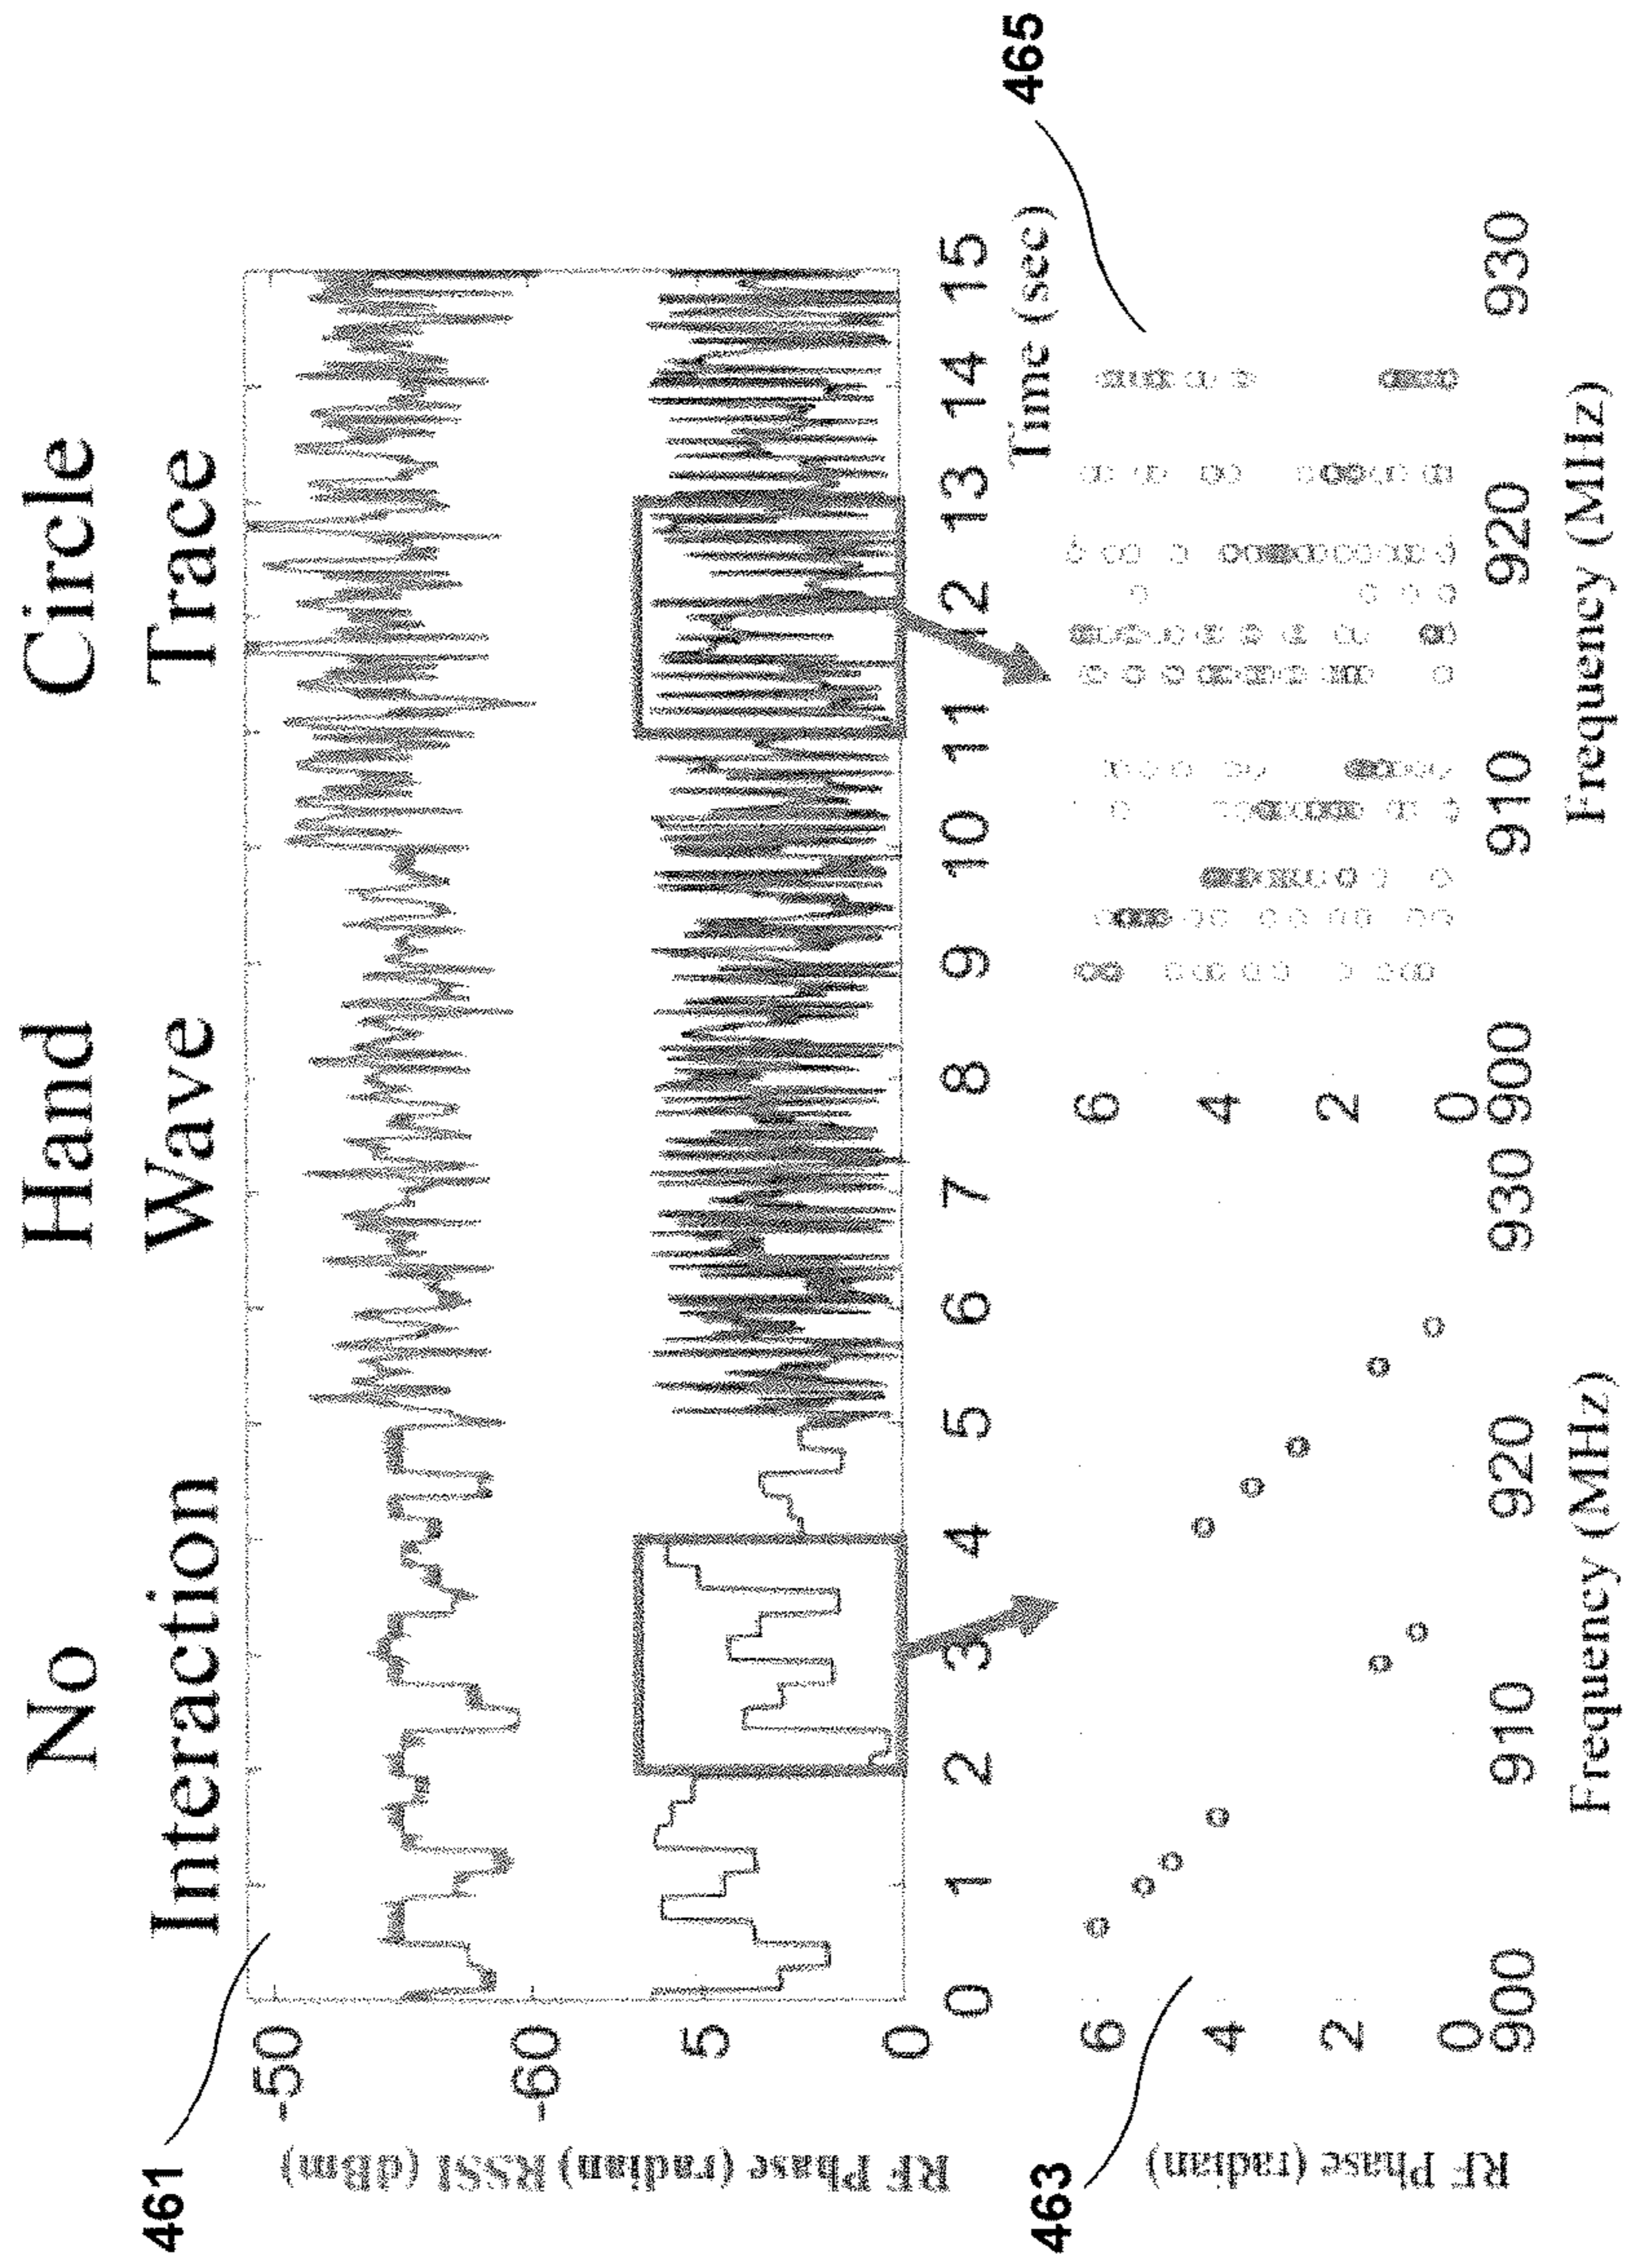 No Hand Circle
Interaction Wave Trace
461
RSSI (dBm)
-50
-60
RF Phase (radian)
5
0
0 1 2 3 4 5 6 7 8 9 10 11 12 13 14 15
Time (sec)
463
465
RF Phase (radian)
6
4
2
0
900 910 920 930
Frequency (MHz)
6
4
2
0
900 910 920 930
Frequency (MHz)